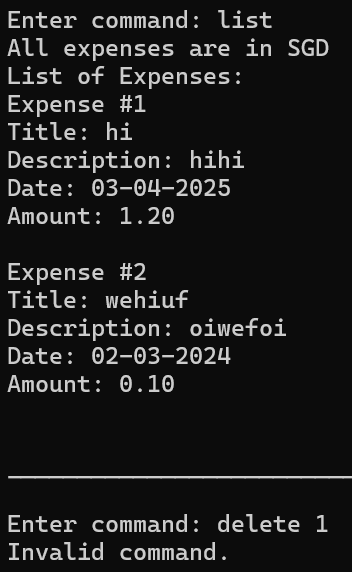 Enter command: list
All expenses are in SGD
List of Expenses:
Expense #1
Title: hi
Description: hihi
Date: 03-04-2025
Amount: 1.20
Expense #2
Title: wehiuf
Description: oiwefoi
Date: 02-03-2024
Amount: 0.10
Enter command: delete 1
Invalid command.